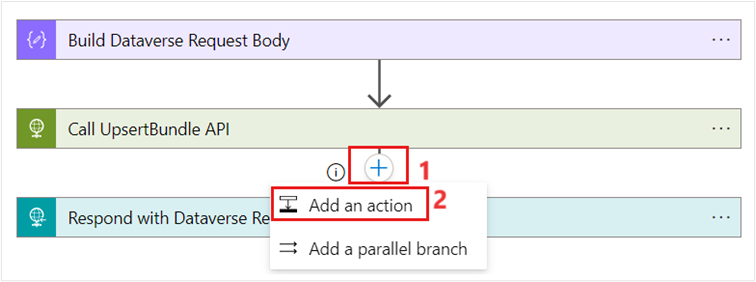 Build Dataverse Request Body
Call UpsertBundle API
1
Add an action 2
Respond with Dataverse Re
Add a parallel branch